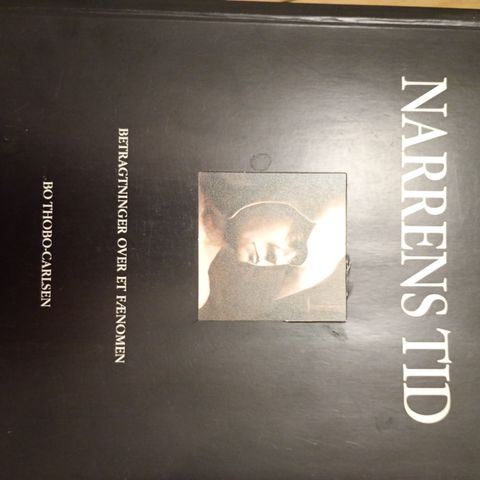 NARRENS TID
BETRAGTNINGER OVER ET FÆNOMEN
BO THOBO-CARLSEN